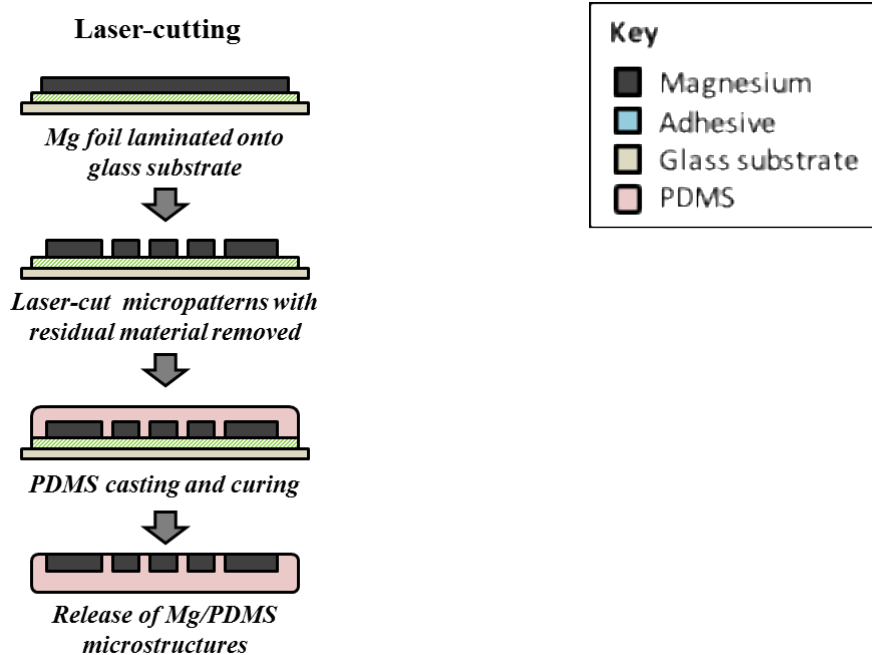 Laser-cutting
Mg foil laminated onto
glass substrate
Laser-cut micropatterns with
residual material removed
PDMS casting and curing
Release of Mg/PDMS
microstructures
Key
Magnesium
Adhesive
Glass substrate
PDMS